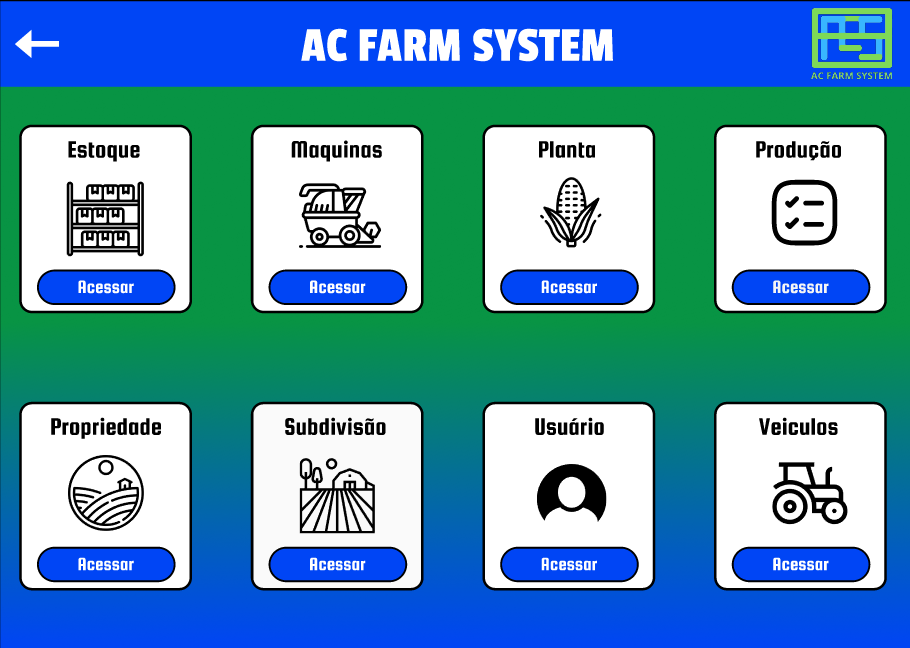 AC FARM SYSTEM
AC FARM SYSTEM
Estoque
Maquinas
Planta
Produção
Acessar
Acessar
Acessar
Acessar
Propriedade
Subdivisão
Usuário
Veiculos
Acessar
Acessar
Acessar
Acessar